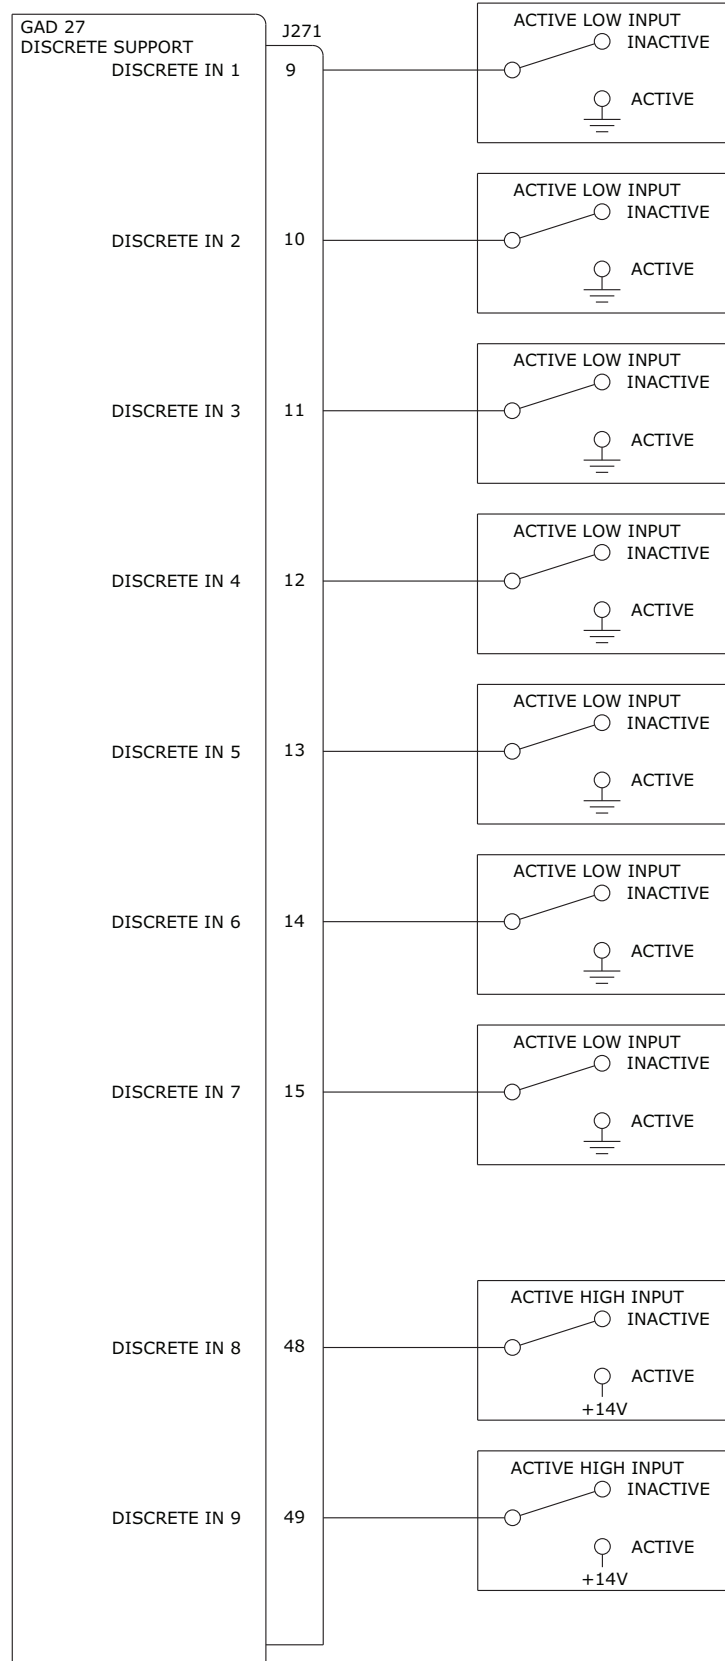 GAD 27
DISCRETE SUPPORT
J271
DISCRETE IN 1
9
ACTIVE LOW INPUT
INACTIVE
ACTIVE
DISCRETE IN 2
10
ACTIVE LOW INPUT
INACTIVE
ACTIVE
DISCRETE IN 3
11
ACTIVE LOW INPUT
INACTIVE
ACTIVE
DISCRETE IN 4
12
ACTIVE LOW INPUT
INACTIVE
ACTIVE
DISCRETE IN 5
13
ACTIVE LOW INPUT
INACTIVE
ACTIVE
DISCRETE IN 6
14
ACTIVE LOW INPUT
INACTIVE
ACTIVE
DISCRETE IN 7
15
ACTIVE LOW INPUT
INACTIVE
ACTIVE
DISCRETE IN 8
48
ACTIVE HIGH INPUT
INACTIVE
ACTIVE
+14V
DISCRETE IN 9
49
ACTIVE HIGH INPUT
INACTIVE
ACTIVE
+14V